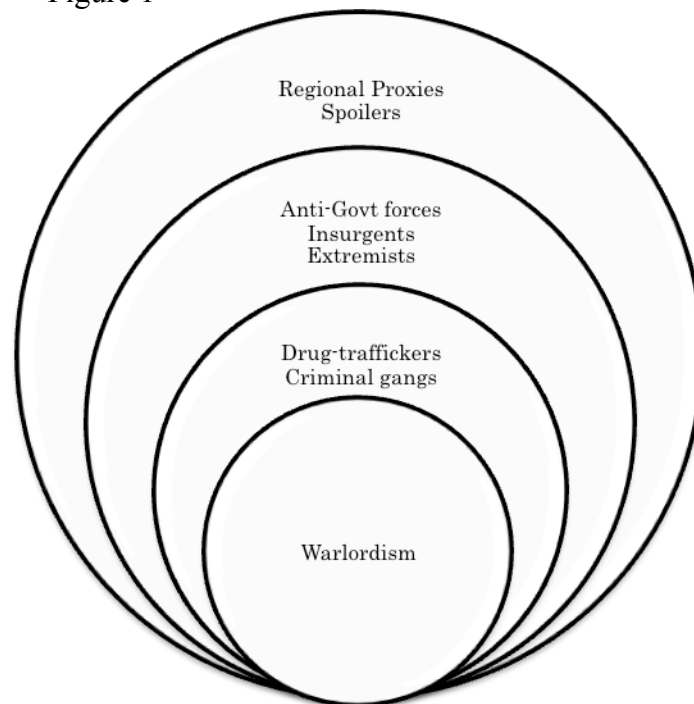 Figure 1
Regional Proxies
Spoilers
Anti-Govt forces
Insurgents
Extremists
Drug-traffickers
Criminal gangs
Warlordism